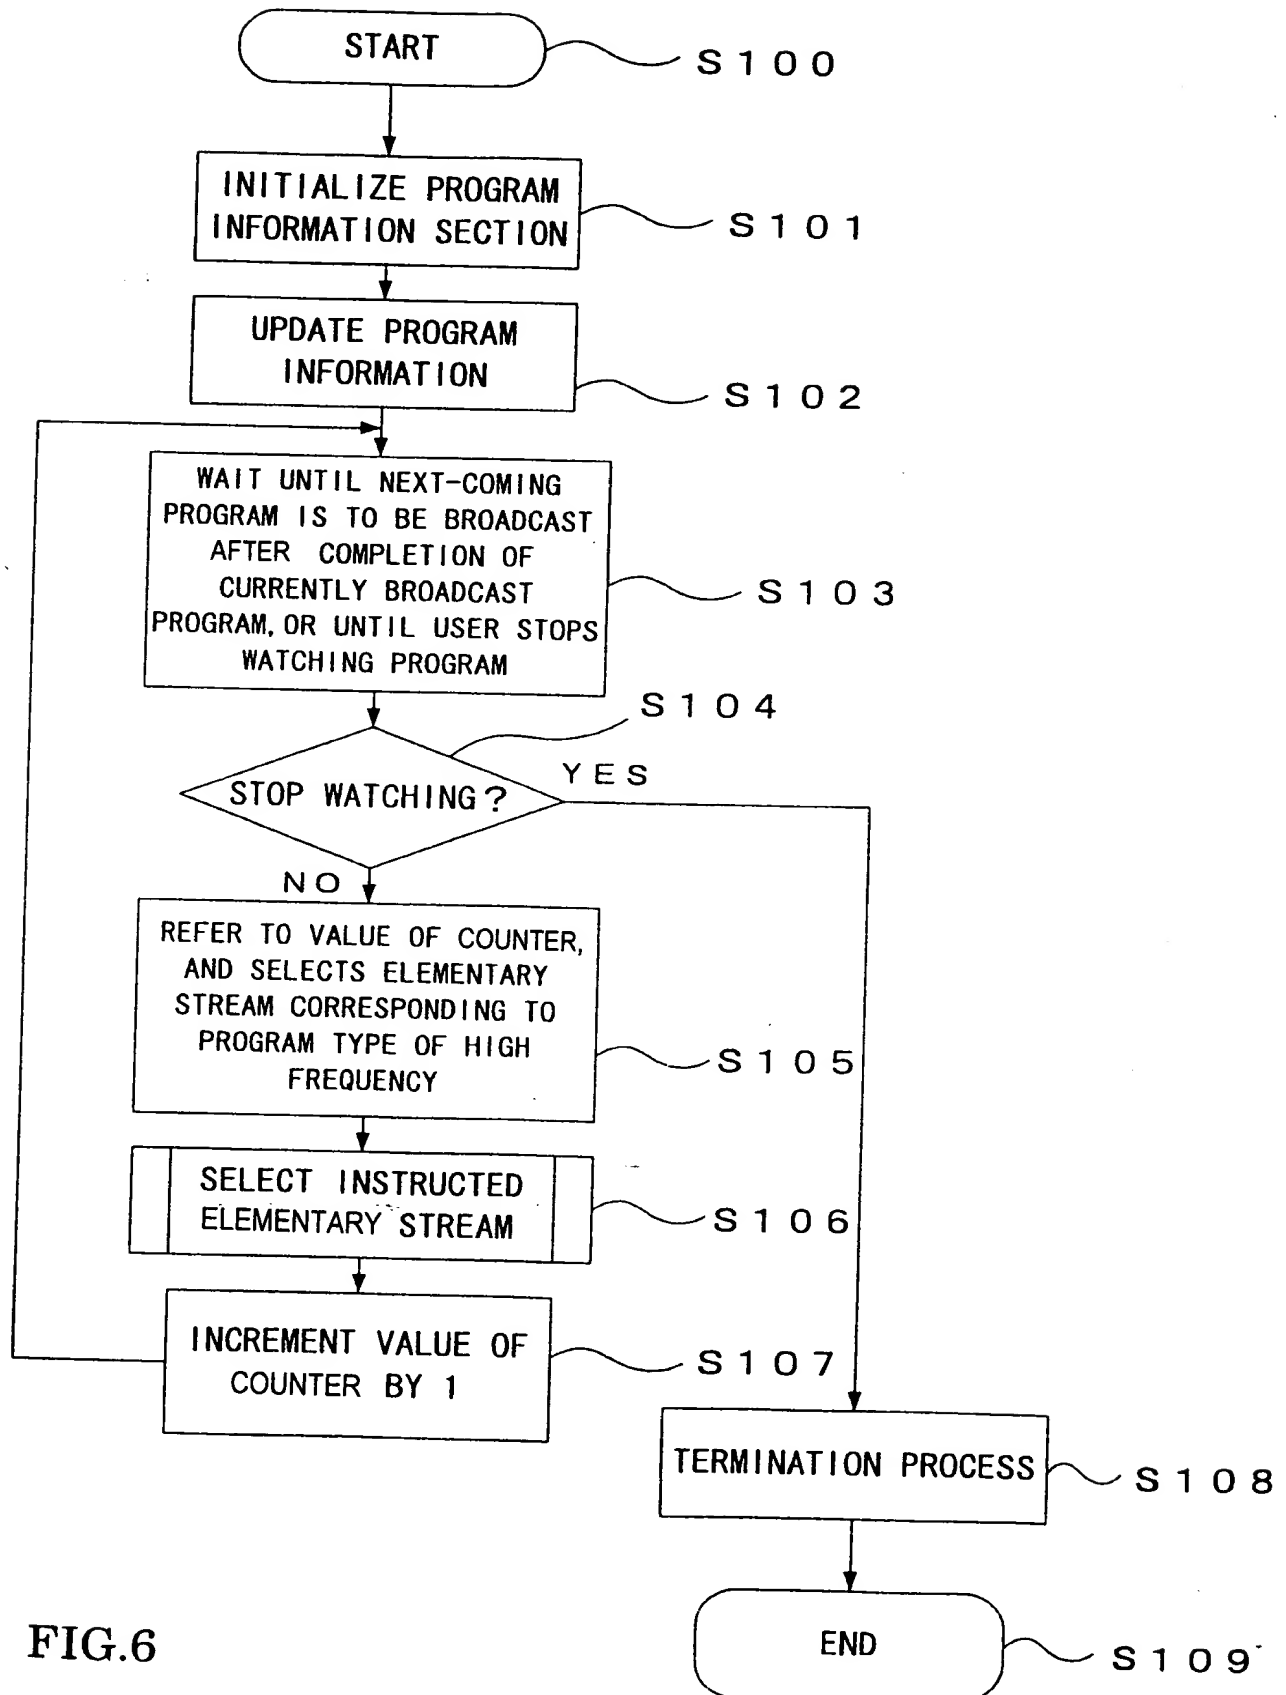 START
S100
INITIALIZE PROGRAM
INFORMATION SECTION
S101
UPDATE PROGRAM
INFORMATION
S102
WAIT UNTIL NEXT-COMING
PROGRAM IS TO BE BROADCAST
AFTER COMPLETION OF
CURRENTLY BROADCAST
PROGRAM, OR UNTIL USER STOPS
WATCHING PROGRAM
S103
S104
STOP WATCHING?
YES
NO
REFER TO VALUE OF COUNTER,
AND SELECTS ELEMENTARY
STREAM CORRESPONDING TO
PROGRAM TYPE OF HIGH
FREQUENCY
S105
SELECT INSTRUCTED
ELEMENTARY STREAM
S106
INCREMENT VALUE OF
COUNTER BY 1
S107
TERMINATION PROCESS
S108
END
S109
FIG.6